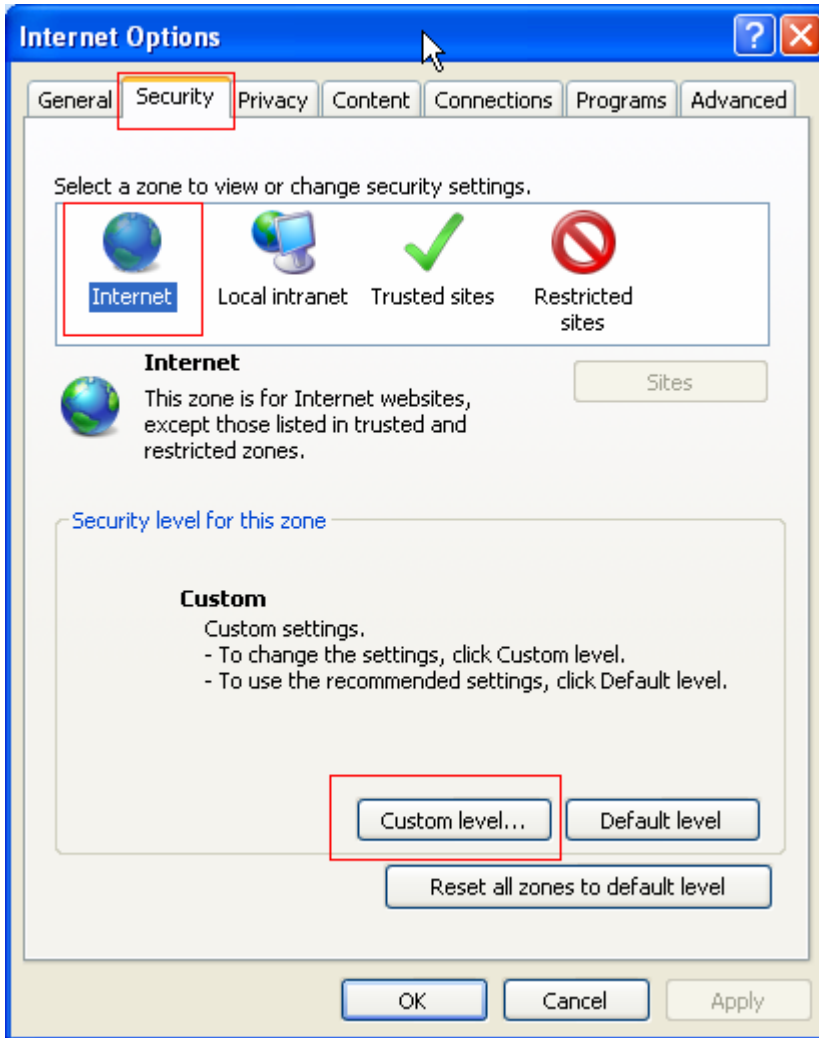 Internet Options
General Security Privacy Content Connections Programs Advanced
Select a zone to view or change security settings.
Internet Local intranet Trusted sites Restricted sites
Internet
Sites
This zone is for Internet websites,
except those listed in trusted and
restricted zones.
Security level for this zone
Custom
Custom settings.
- To change the settings, click Custom level.
- To use the recommended settings, click Default level.
Custom level... Default level
Reset all zones to default level
OK Cancel Apply